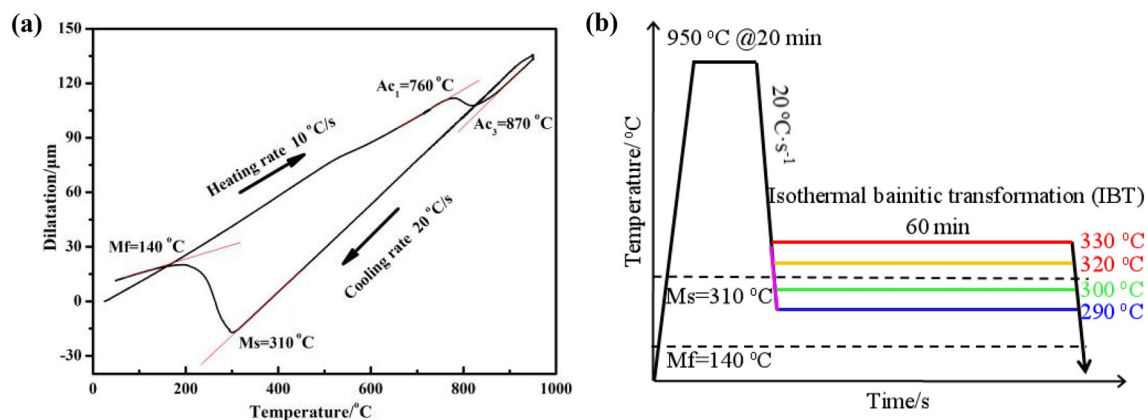 (a)
150
120
90
60
30
0
-30
Dilatation/μm
0
200
400
600
800
1000
Temperature/°C
Heating rate 10 °C/s
Cooling rate 20 °C/s
Ac₁=760 °C
Ac₃=870 °C
Mf=140 °C
Ms=310 °C
(b)
950 °C @20 min
20 °C·s⁻¹
Isothermal bainitic transformation (IBT)
60 min
330 °C
320 °C
300 °C
290 °C
Ms=310 °C
Mf=140 °C
Temperature/ °C
Time/s